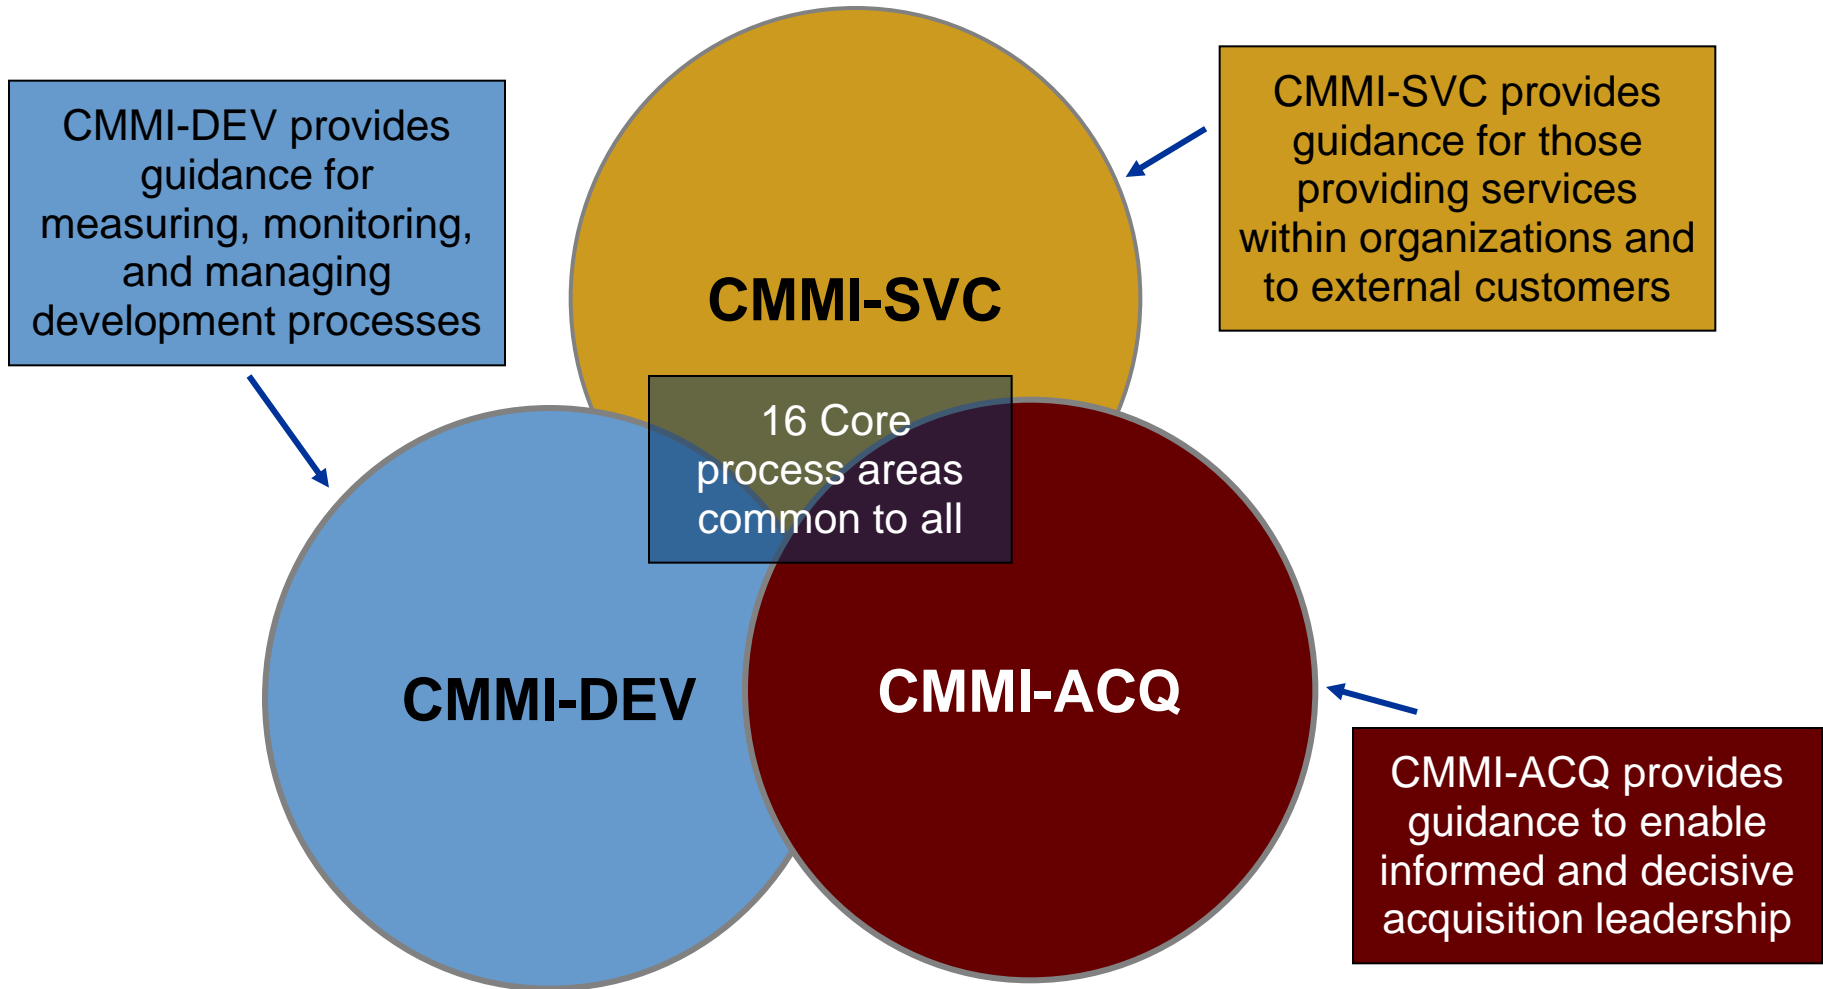 CMMI-DEV provides
guidance for
measuring, monitoring,
and managing
development processes
CMMI-SVC provides
guidance for those
providing services
within organizations and
to external customers
CMMI-SVC
16 Core
process areas
common to all
CMMI-DEV
CMMI-ACQ
CMMI-ACQ provides
guidance to enable
informed and decisive
acquisition leadership